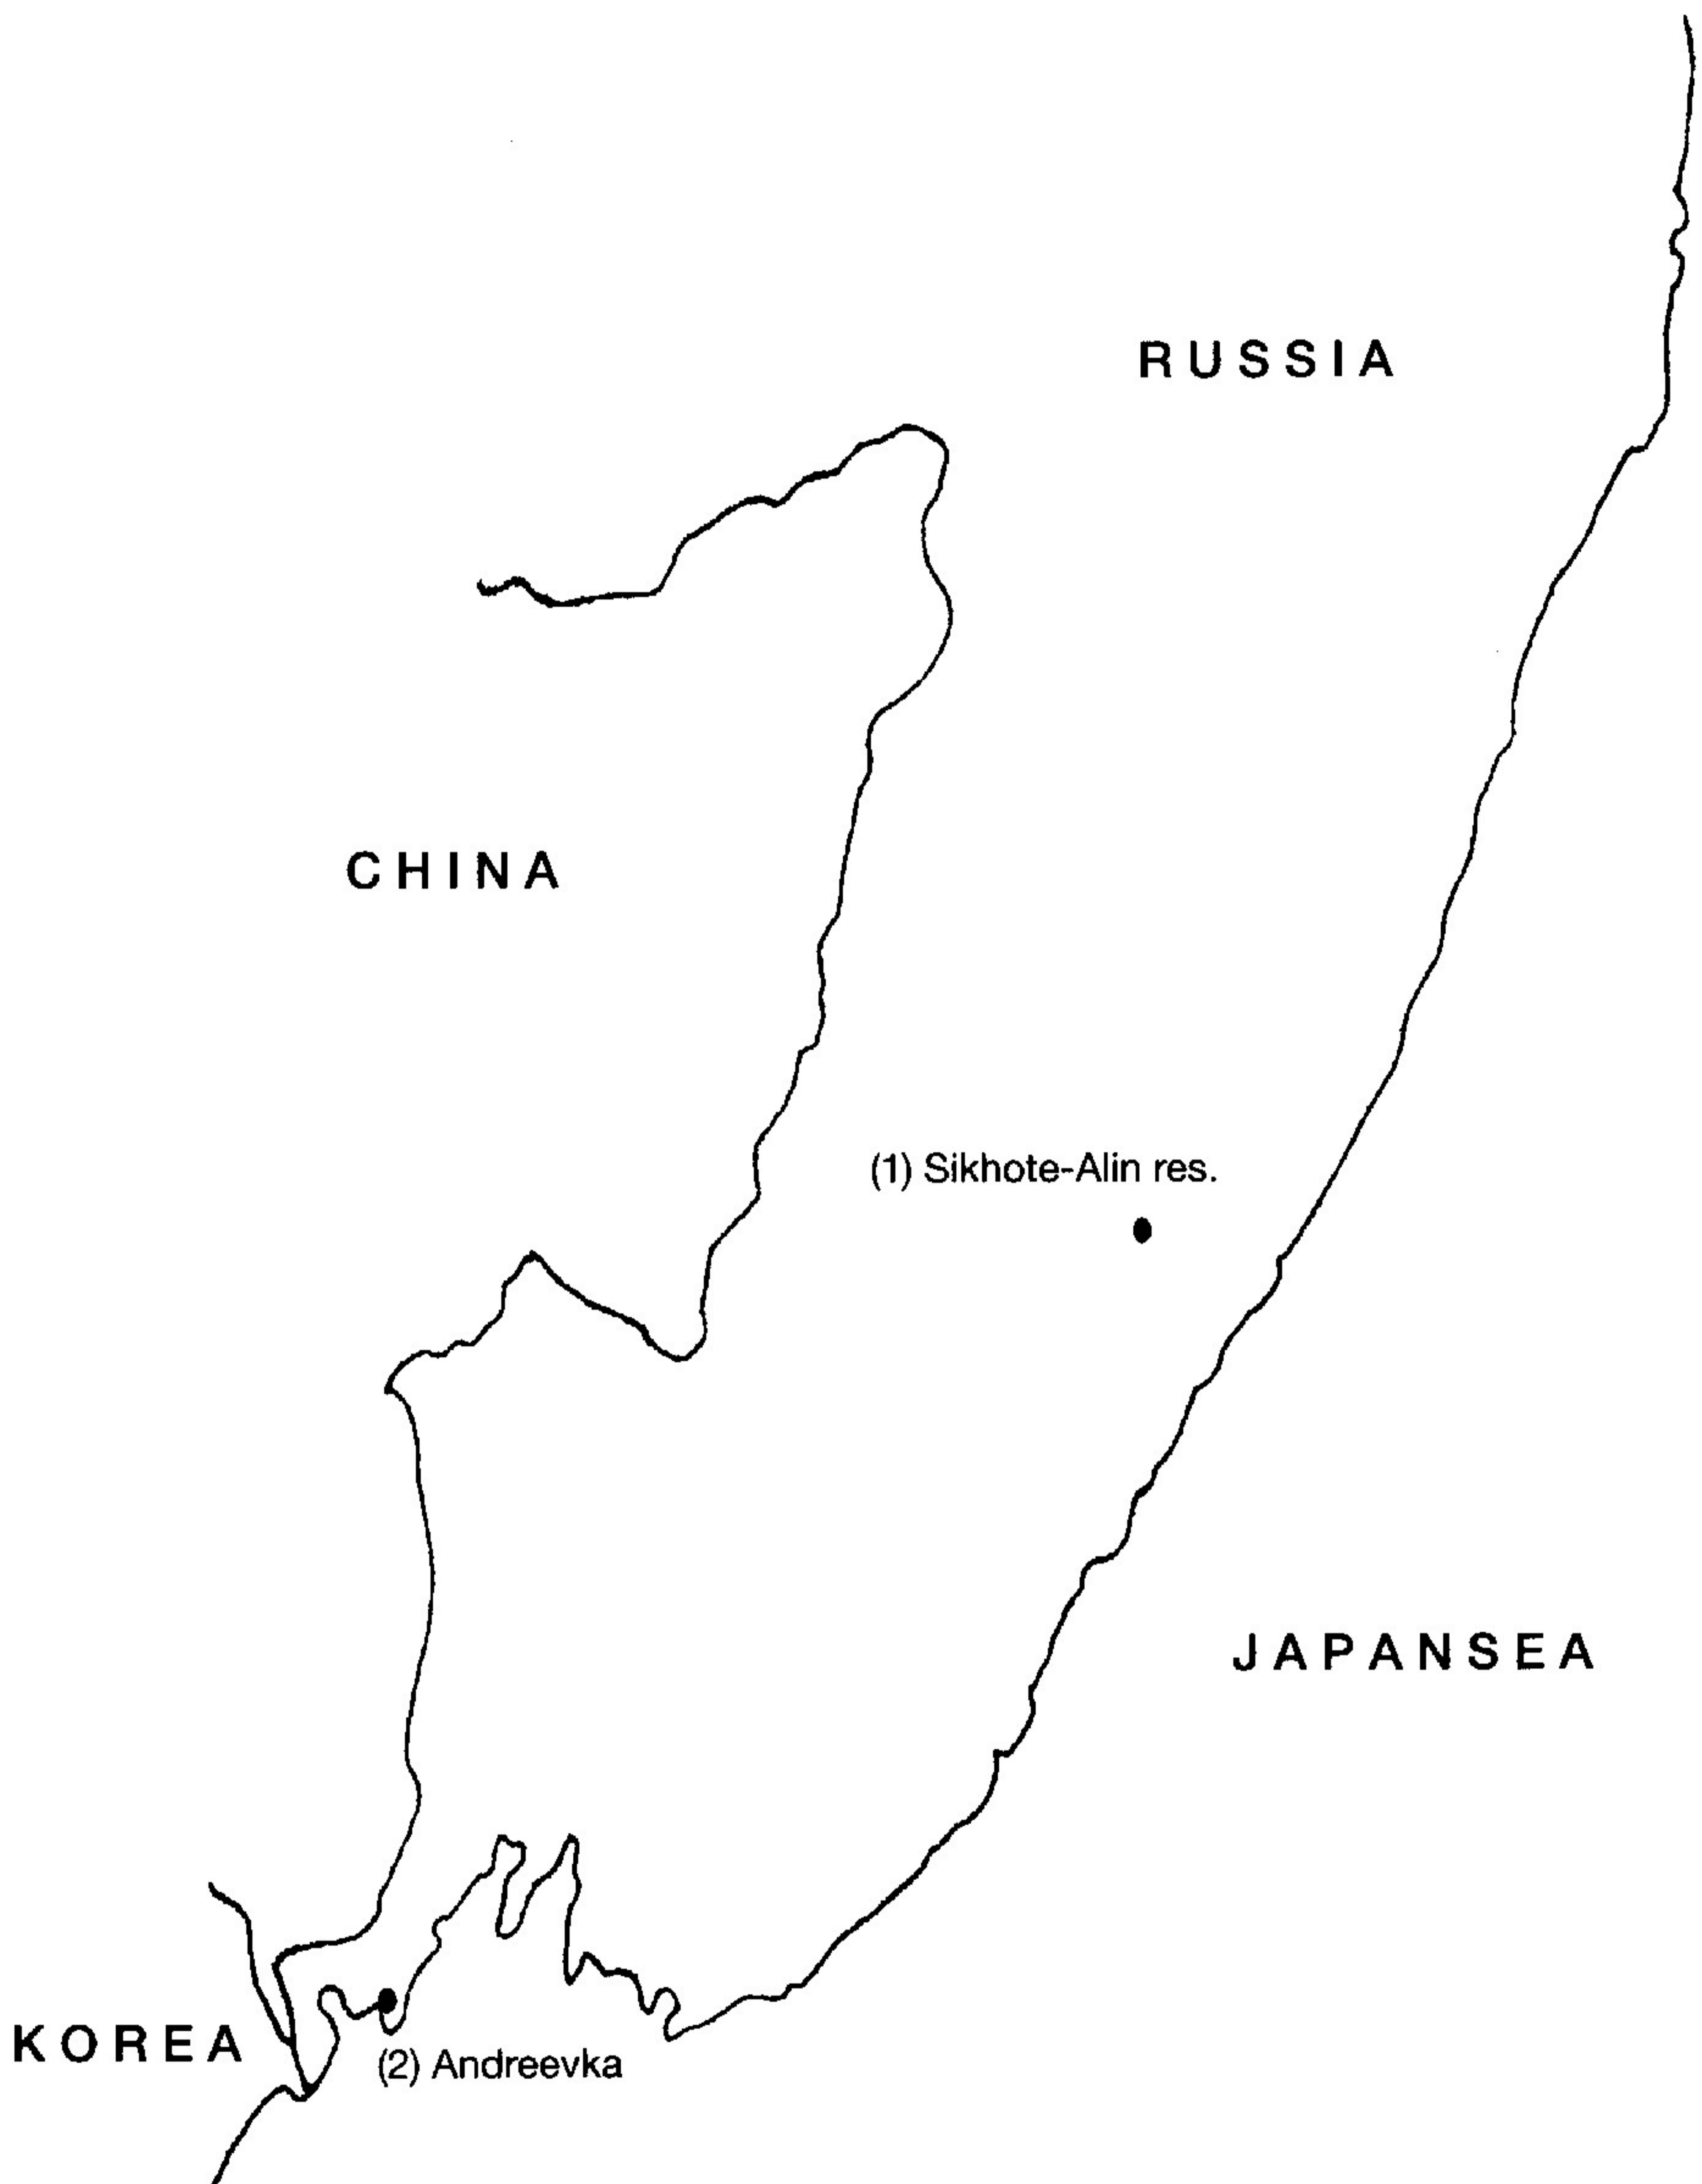 RUSSIA
CHINA
(1) Sikhote-Alin res.
JAPANSEA
KOREA
(2) Andreevka